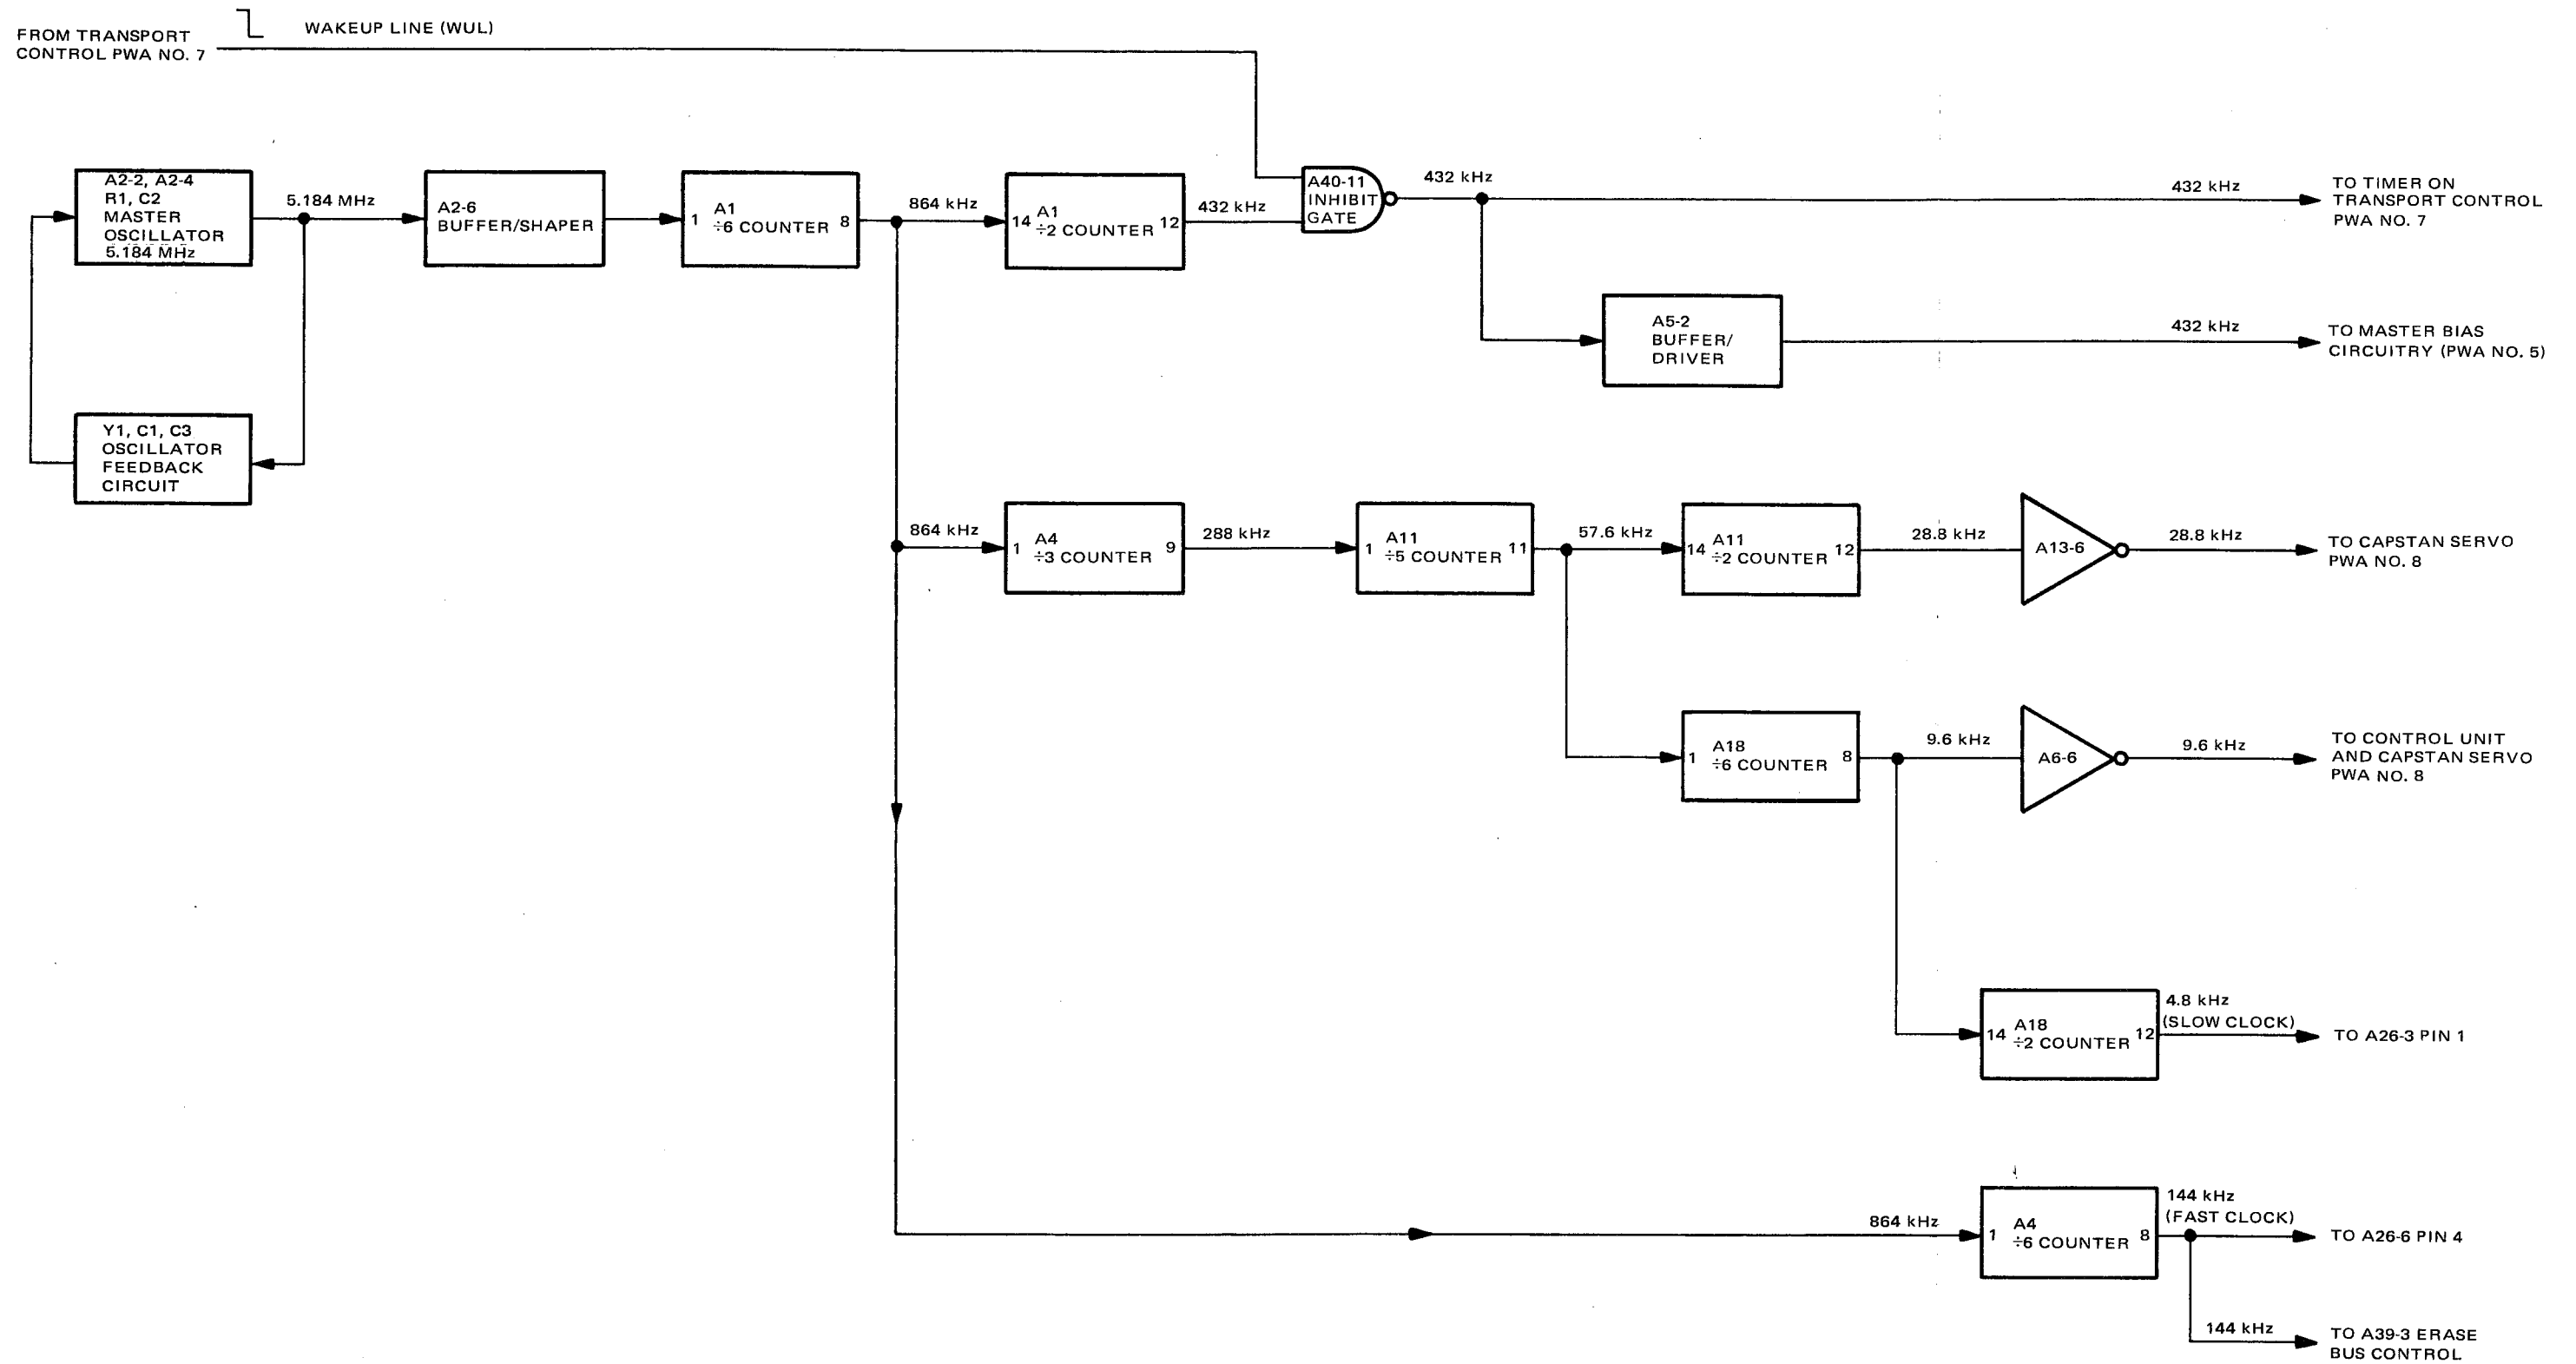 FROM TRANSPORT
CONTROL PWA NO. 7
WAKEUP LINE (WUL)
A2-2, A2-4
R1, C2
MASTER
OSCILLATOR
5.184 MHz
5.184 MHz
A2-6
BUFFER/SHAPER
1
A1
÷6 COUNTER
8
864 kHz
14
A1
÷2 COUNTER
12
432 kHz
A40-11
INHIBIT
GATE
432 kHz
432 kHz
TO TIMER ON
TRANSPORT CONTROL
PWA NO. 7
A5-2
BUFFER/
DRIVER
432 kHz
TO MASTER BIAS
CIRCUITRY (PWA NO. 5)
Y1, C1, C3
OSCILLATOR
FEEDBACK
CIRCUIT
864 kHz
1
A4
÷3 COUNTER
9
288 kHz
1
A11
÷5 COUNTER
11
57.6 kHz
14
A11
÷2 COUNTER
12
28.8 kHz
A13-6
28.8 kHz
TO CAPSTAN SERVO
PWA NO. 8
1
A18
÷6 COUNTER
8
9.6 kHz
A6-6
9.6 kHz
TO CONTROL UNIT
AND CAPSTAN SERVO
PWA NO. 8
14
A18
÷2 COUNTER
12
4.8 kHz
(SLOW CLOCK)
TO A26-3 PIN 1
864 kHz
1
A4
÷6 COUNTER
8
144 kHz
(FAST CLOCK)
TO A26-6 PIN 4
144 kHz
TO A39-3 ERASE
BUS CONTROL